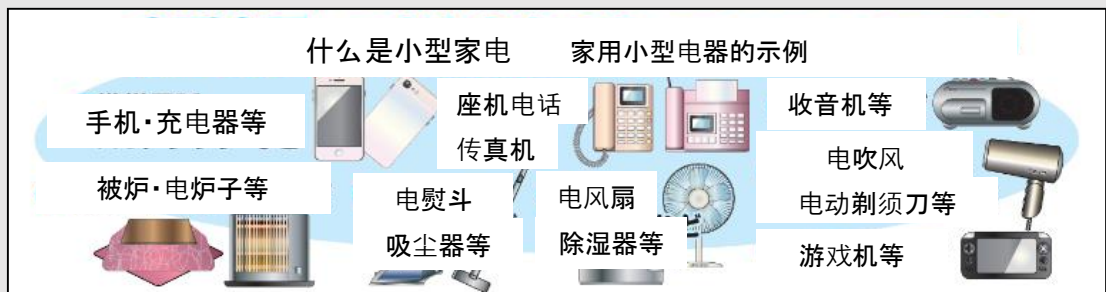 什么是小型家电 家用小型电器的示例
手机·充电器等
座机电话
传真机
收音机等
被炉·电炉子等
电熨斗
吸尘器等
电风扇
除湿器等
电吹风
电动剃须刀等
游戏机等